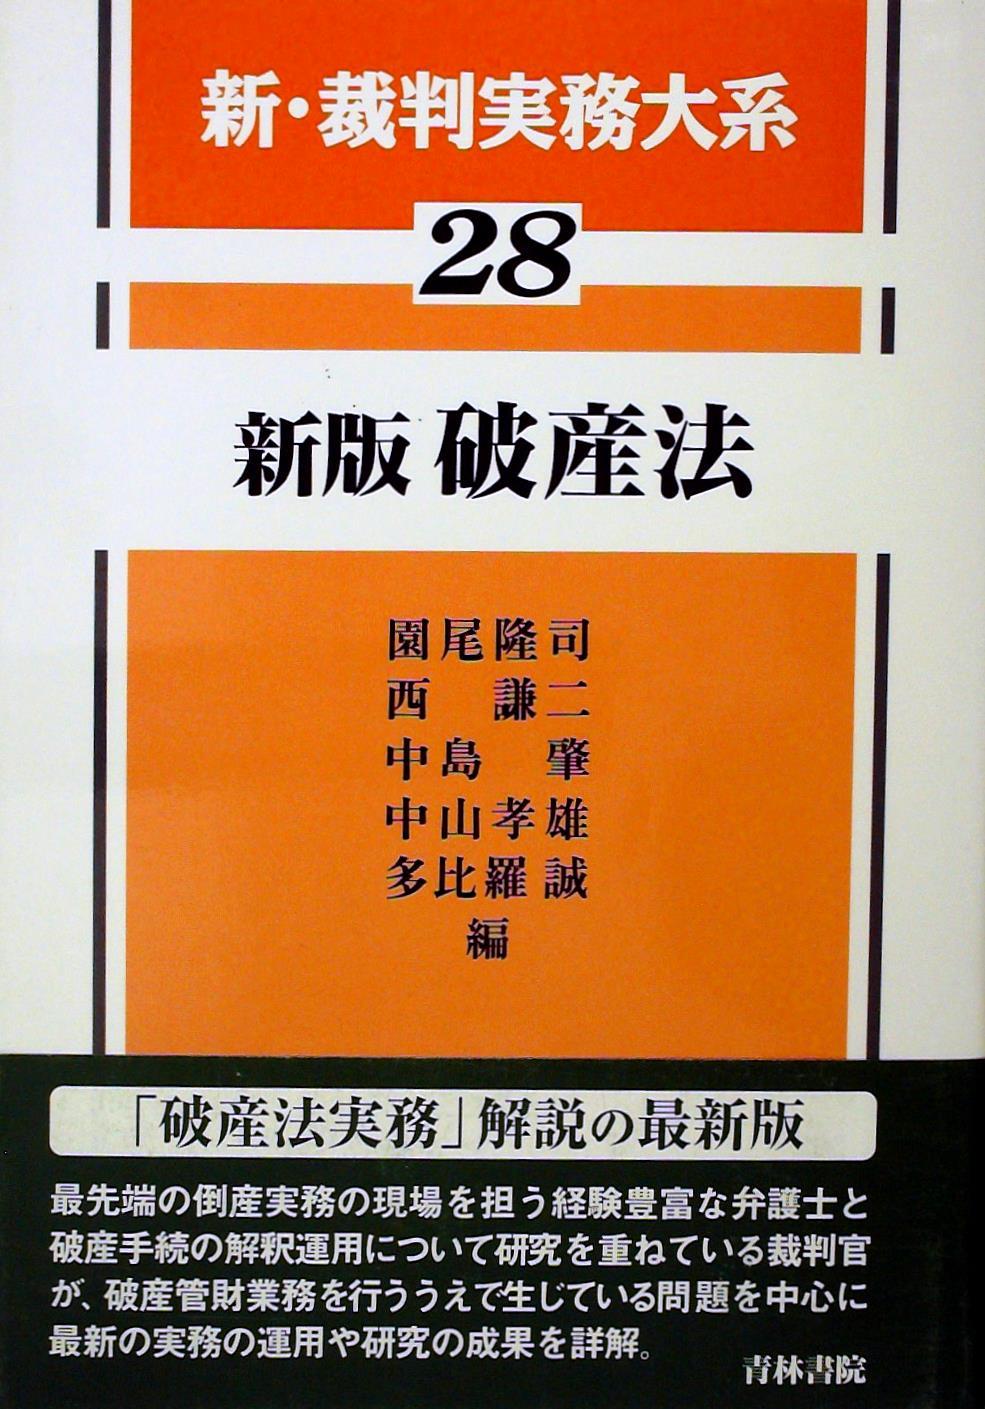 新・裁判実務大系
28
新版 破産法
園尾隆司
西 謙二
中島 肇
中山孝雄
多比羅 誠
編
「破産法実務」解説の最新版
最先端の倒産実務の現場を担う経験豊富な弁護士と
破産手続の解釈運用について研究を重ねている裁判官
が、破産管財業務を行ううえで生じている問題を中心に
最新の実務の運用や研究の成果を詳解。
青林書院